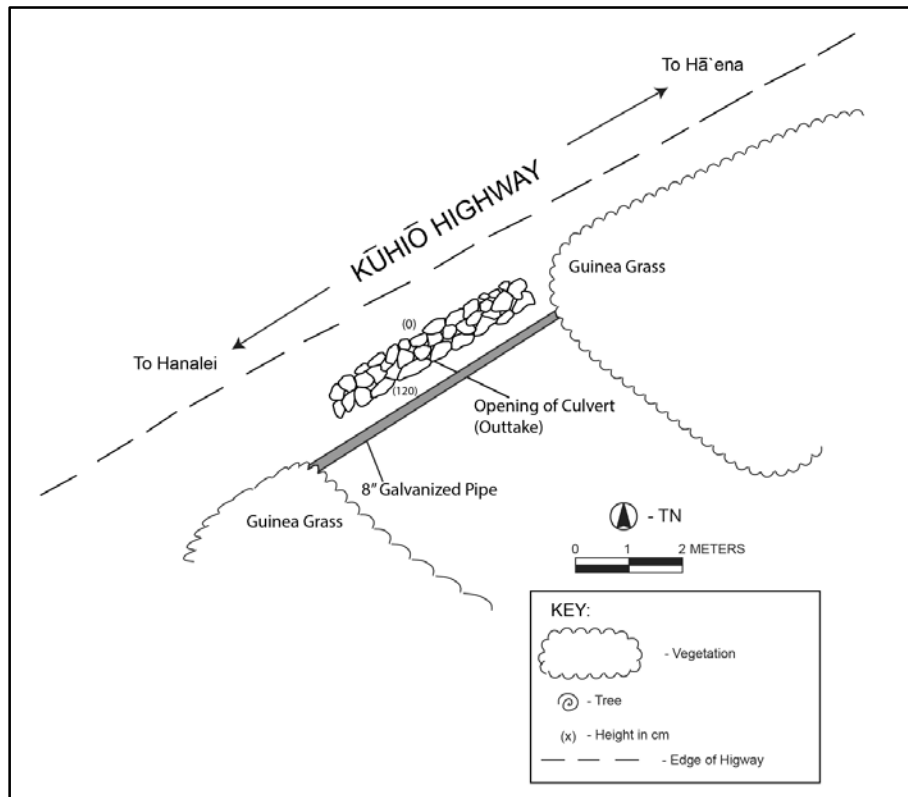 To Hā`ena
KŪHIŌ HIGHWAY
Guinea Grass
(0)
To Hanalei
(120)
Opening of Culvert
(Outtake)
8” Galvanized Pipe
Guinea Grass
- TN
0 1 2 METERS
KEY:
- Vegetation
- Tree
(x) - Height in cm
- Edge of Higway